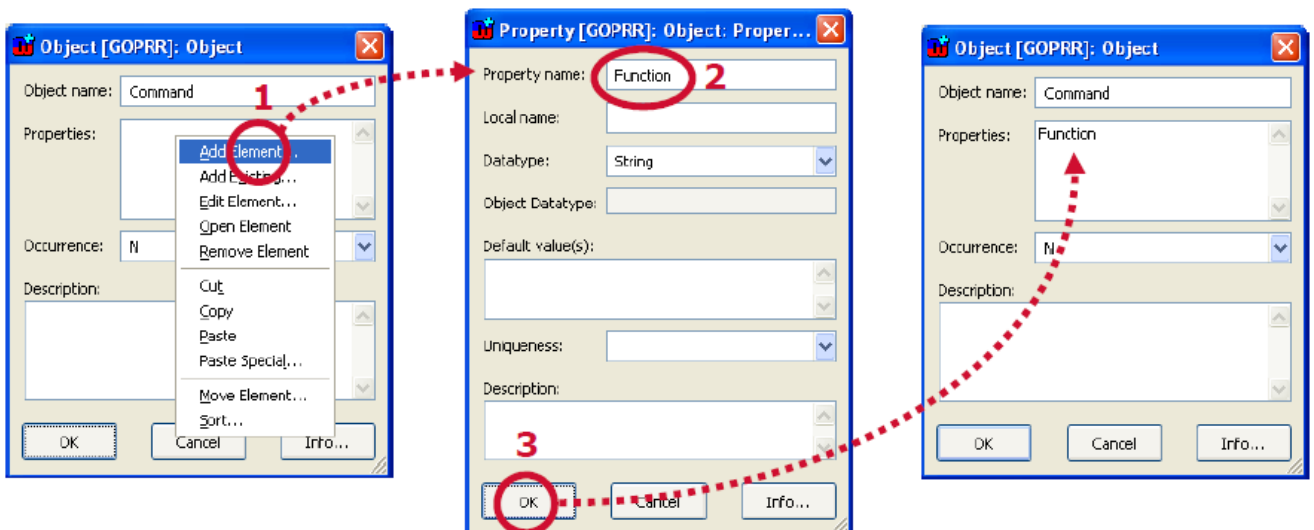 Object [GOPRR]: Object
Object name: Command
1
Properties:
Add Element...
Add Existing...
Edit Element...
Open Element
Remove Element
Occurrence: N
Cut
Description:
Copy
Paste
Paste Special...
Move Element...
Sort...
OK Cancel Info...
Property [GOPRR]: Object: Proper...
Property name: Function 2
Local name:
Datatype: String
Object Datatype:
Default value(s):
Uniqueness:
Description:
3
OK Cancel Info...
Object [GOPRR]: Object
Object name: Command
Properties: Function
Occurrence: N
Description:
OK Cancel Info...